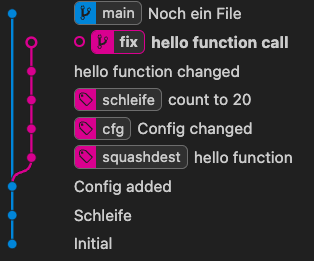 main Noch ein File
fix hello function call
hello function changed
schleife count to 20
cfg Config changed
squashdest hello function
Config added
Schleife
Initial